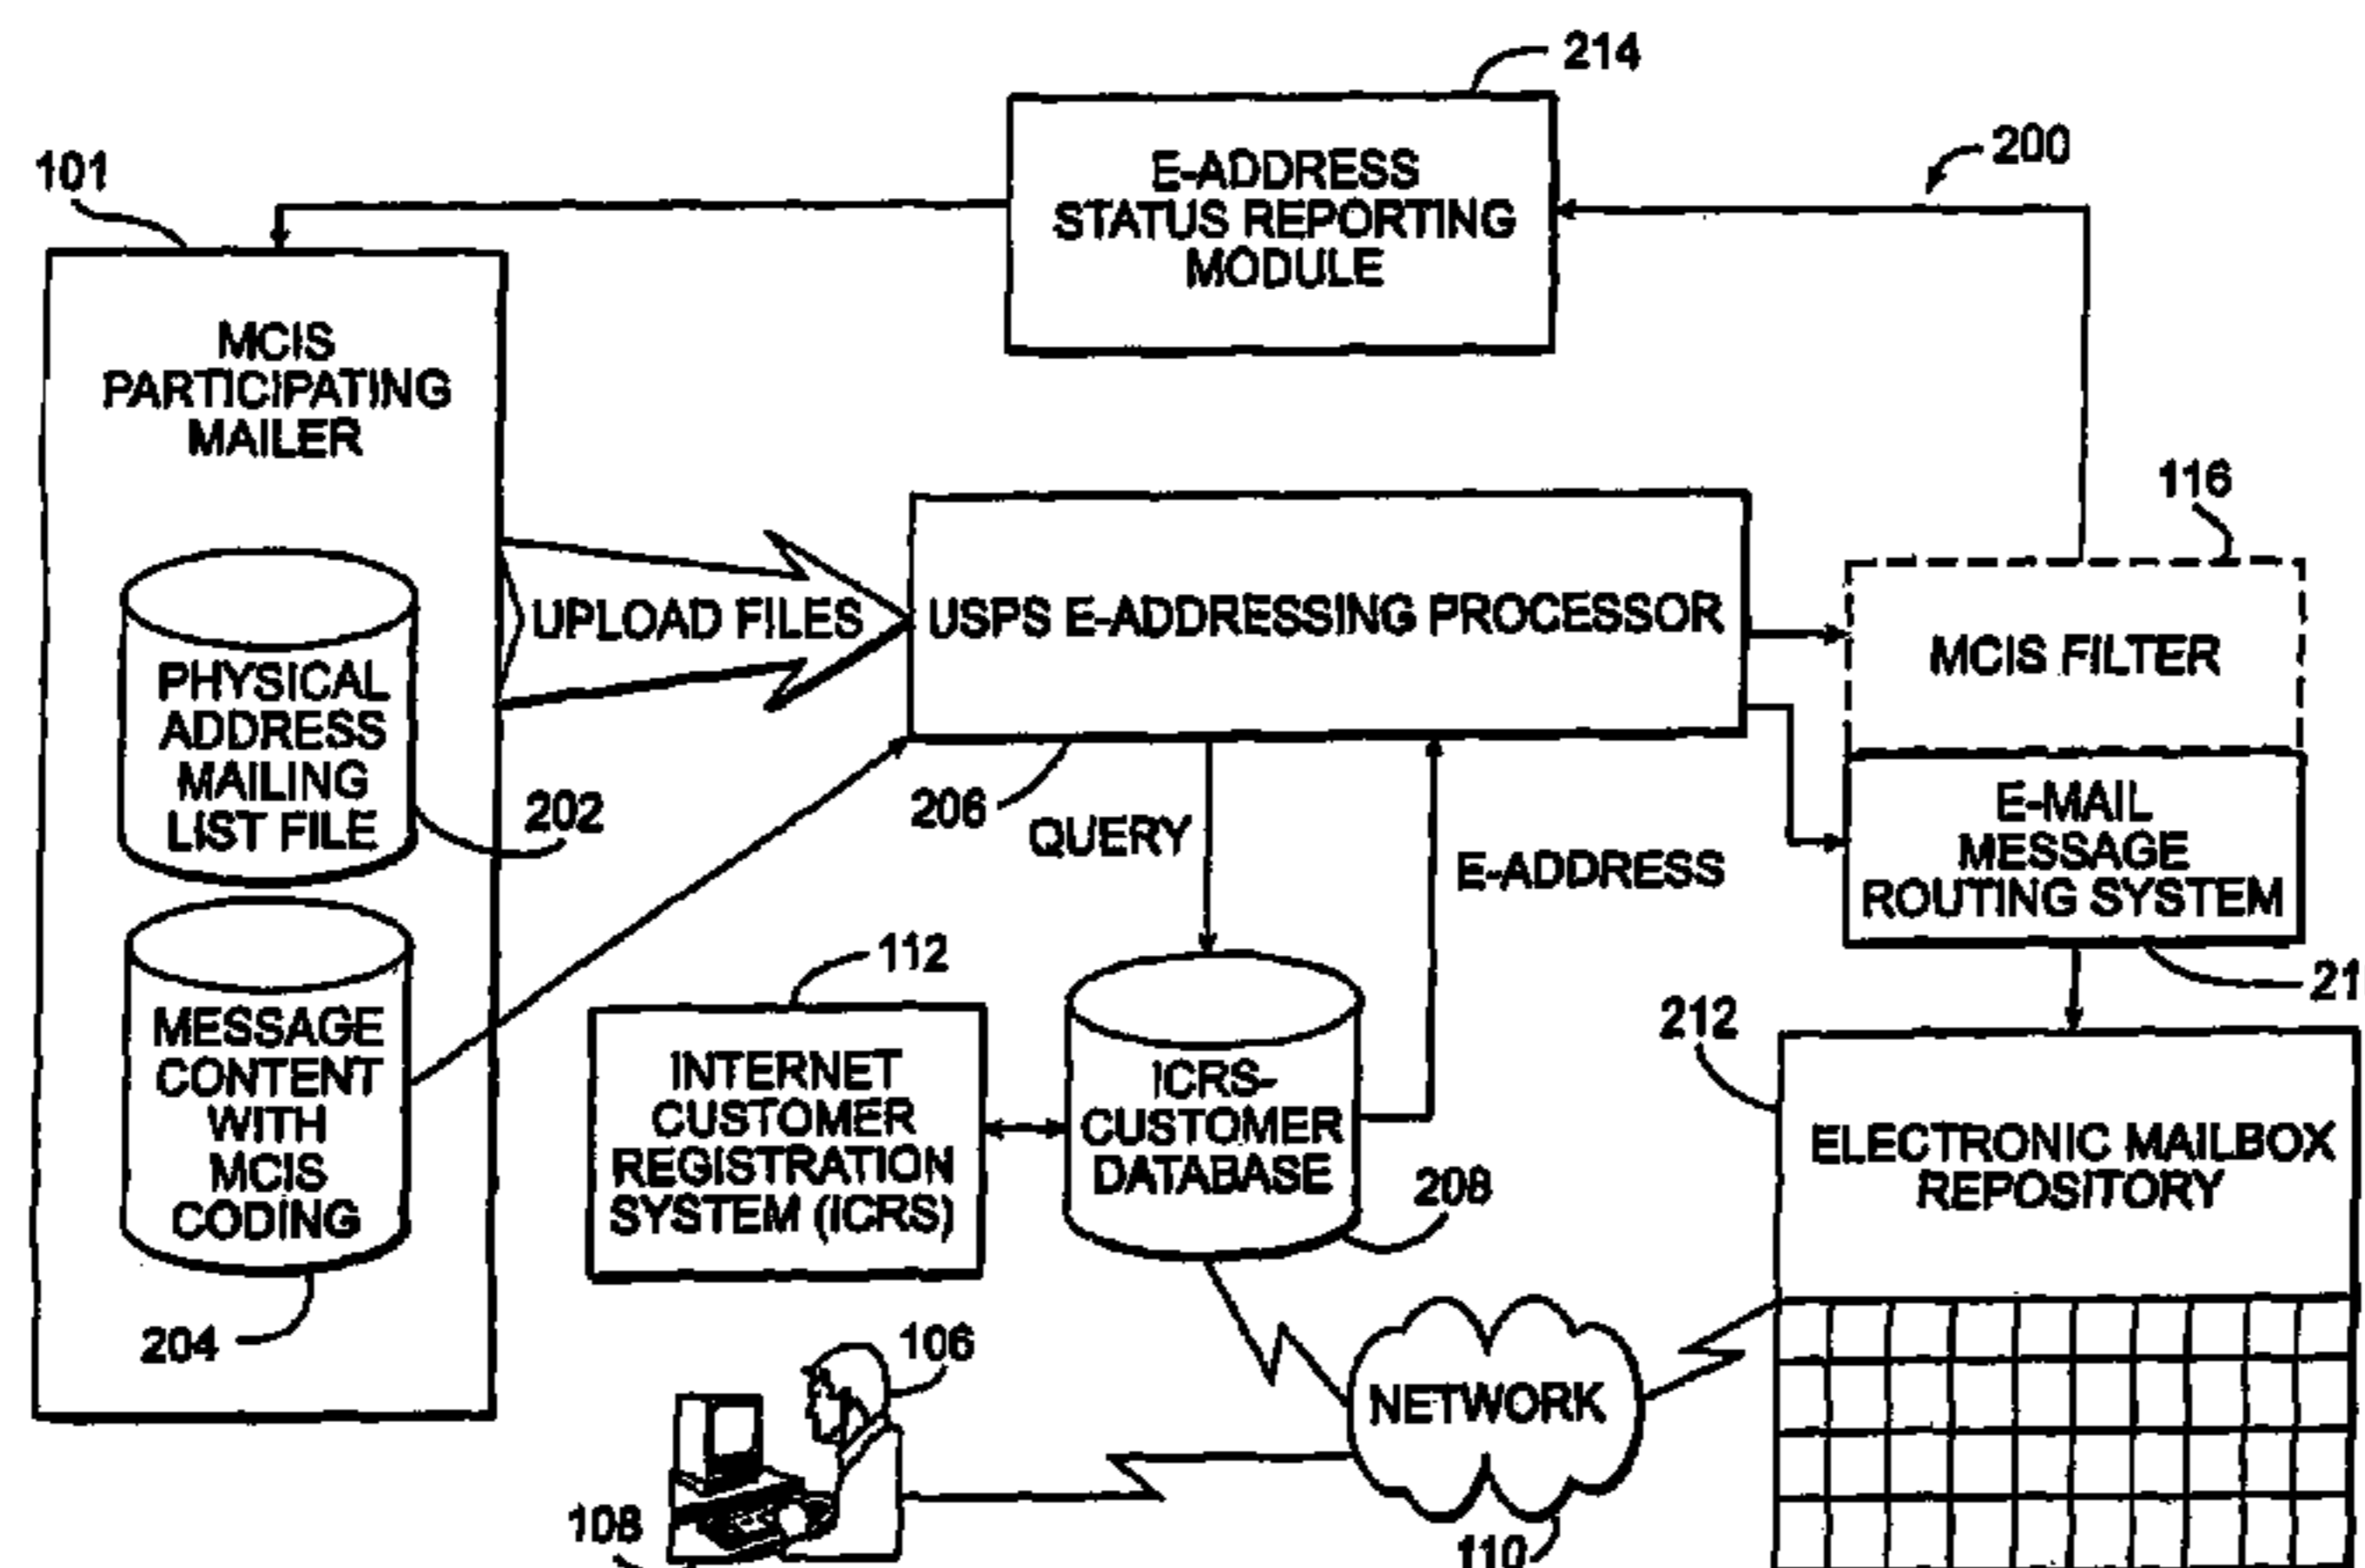 214
E-ADDRESS
STATUS REPORTING
MODULE
200
101
MCIS
PARTICIPATING
MAILER
116
UPLOAD FILES
USPS E-ADDRESSING PROCESSOR
MCIS FILTER
PHYSICAL
ADDRESS
MAILING
LIST FILE
202
206
QUERY
E-ADDRESS
E-MAIL
MESSAGE
ROUTING SYSTEM
21
112
212
MESSAGE
CONTENT
WITH
MCIS
CODING
204
INTERNET
CUSTOMER
REGISTRATION
SYSTEM (ICRS)
ICRS-
CUSTOMER
DATABASE
208
ELECTRONIC MAILBOX
REPOSITORY
106
NETWORK
108
110